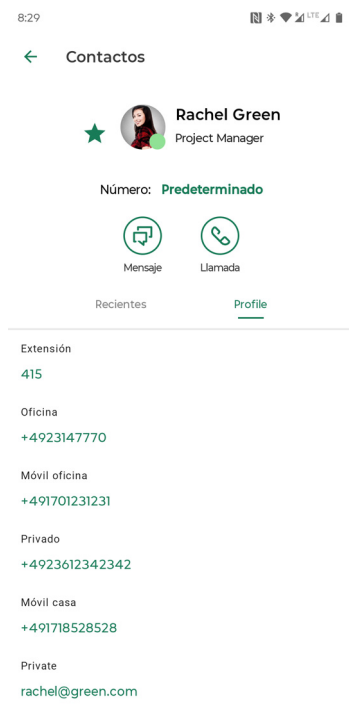 8:29
LTE
Contactos
Rachel Green
Project Manager
Número: Predeterminado
Mensaje
Llamada
Recientes
Profile
Extensión
415
Oficina
+4923147770
Móvil oficina
+491701231231
Privado
+4923612342342
Móvil casa
+491718528528
Private
rachel@green.com